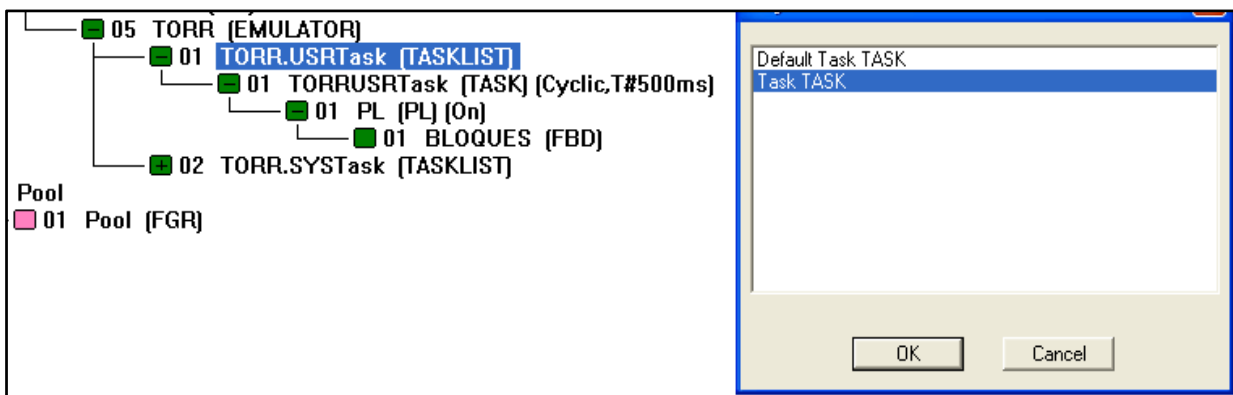 05 TORR (EMULATOR)
01 TORR.USRTask (TASKLIST)
01 TORRUSRTask (TASK) (Cyclic,T#500ms)
01 PL (PL) (On)
01 BLOQUES (FBD)
02 TORR.SYSTask (TASKLIST)
Pool
01 Pool (FGR)
Default Task TASK
Task TASK
OK Cancel